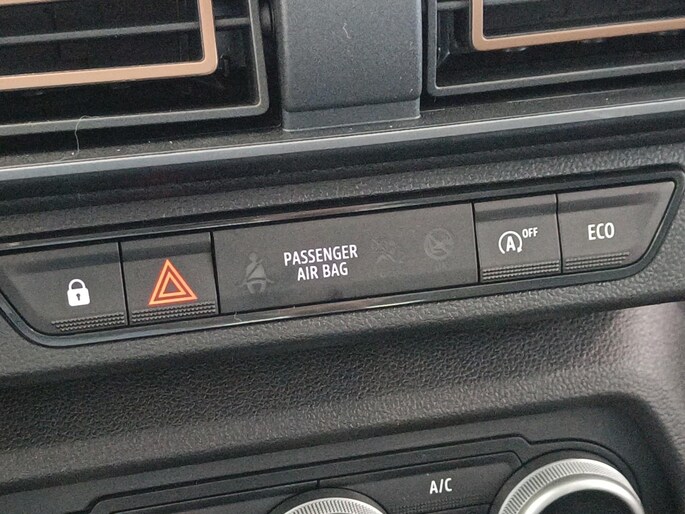 PASSENGER
AIR BAG
A OFF
ECO
A/C